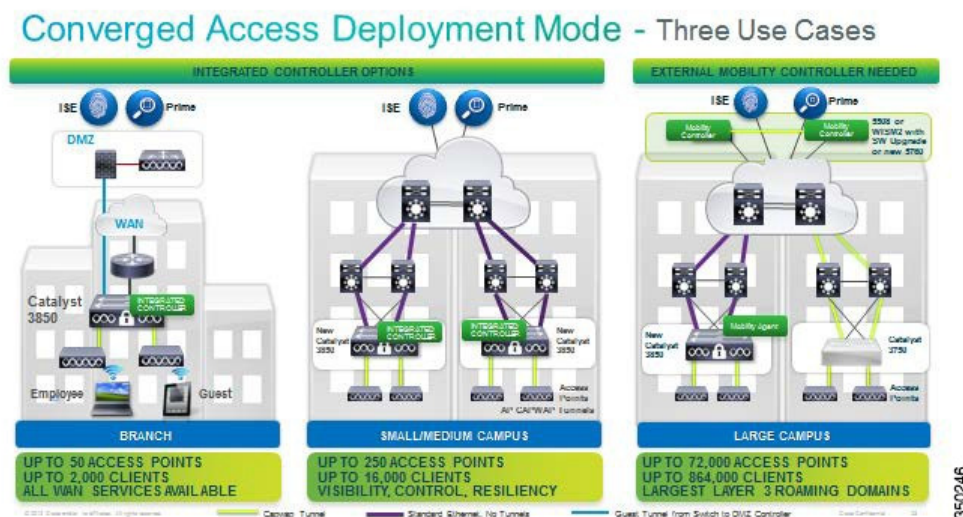 Converged Access Deployment Mode - Three Use Cases
INTEGRATED CONTROLLER OPTIONS
EXTERNAL MOBILITY CONTROLLER NEEDED
ISE
Prime
DMZ
WAN
Catalyst
3850
INTEGRATED
CONTROLLER
Employee
Guest
BRANCH
UP TO 50 ACCESS POINTS
UP TO 2,000 CLIENTS
ALL WAN SERVICES AVAILABLE
ISE
Prime
New
Catalyst
3850
INTEGRATED
CONTROLLER
INTEGRATED
CONTROLLER
New
Catalyst
3850
Access
Points
AP CAPWAP Tunnels
SMALL/MEDIUM CAMPUS
UP TO 250 ACCESS POINTS
UP TO 16,000 CLIENTS
VISIBILITY, CONTROL, RESILIENCY
ISE
Prime
Mobility
Controller
Mobility
Controller
5508 or
WiSM2 with
SW Upgrade
or new 5760
New
Catalyst
3850
Mobility Agent
Catalyst
3750
Access
Points
LARGE CAMPUS
UP TO 72,000 ACCESS POINTS
UP TO 864,000 CLIENTS
LARGEST LAYER 3 ROAMING DOMAINS
Capwap Tunnel
Standard Ethernet, No Tunnels
Guest Tunnel from Switch to DMZ Controller
Cisco Confidential
350246